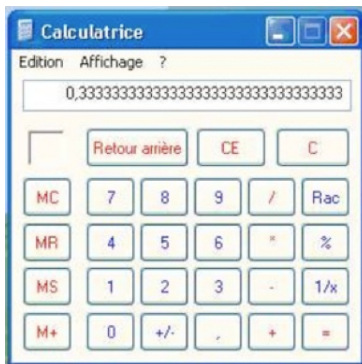 Calculatrice
Edition Affichage ?
0,33333333333333333333333333333333
Retour arrière CE C
MC 7 8 9 / Rac
MR 4 5 6 * %
MS 1 2 3 - 1/x
M+ 0 +/- , + =